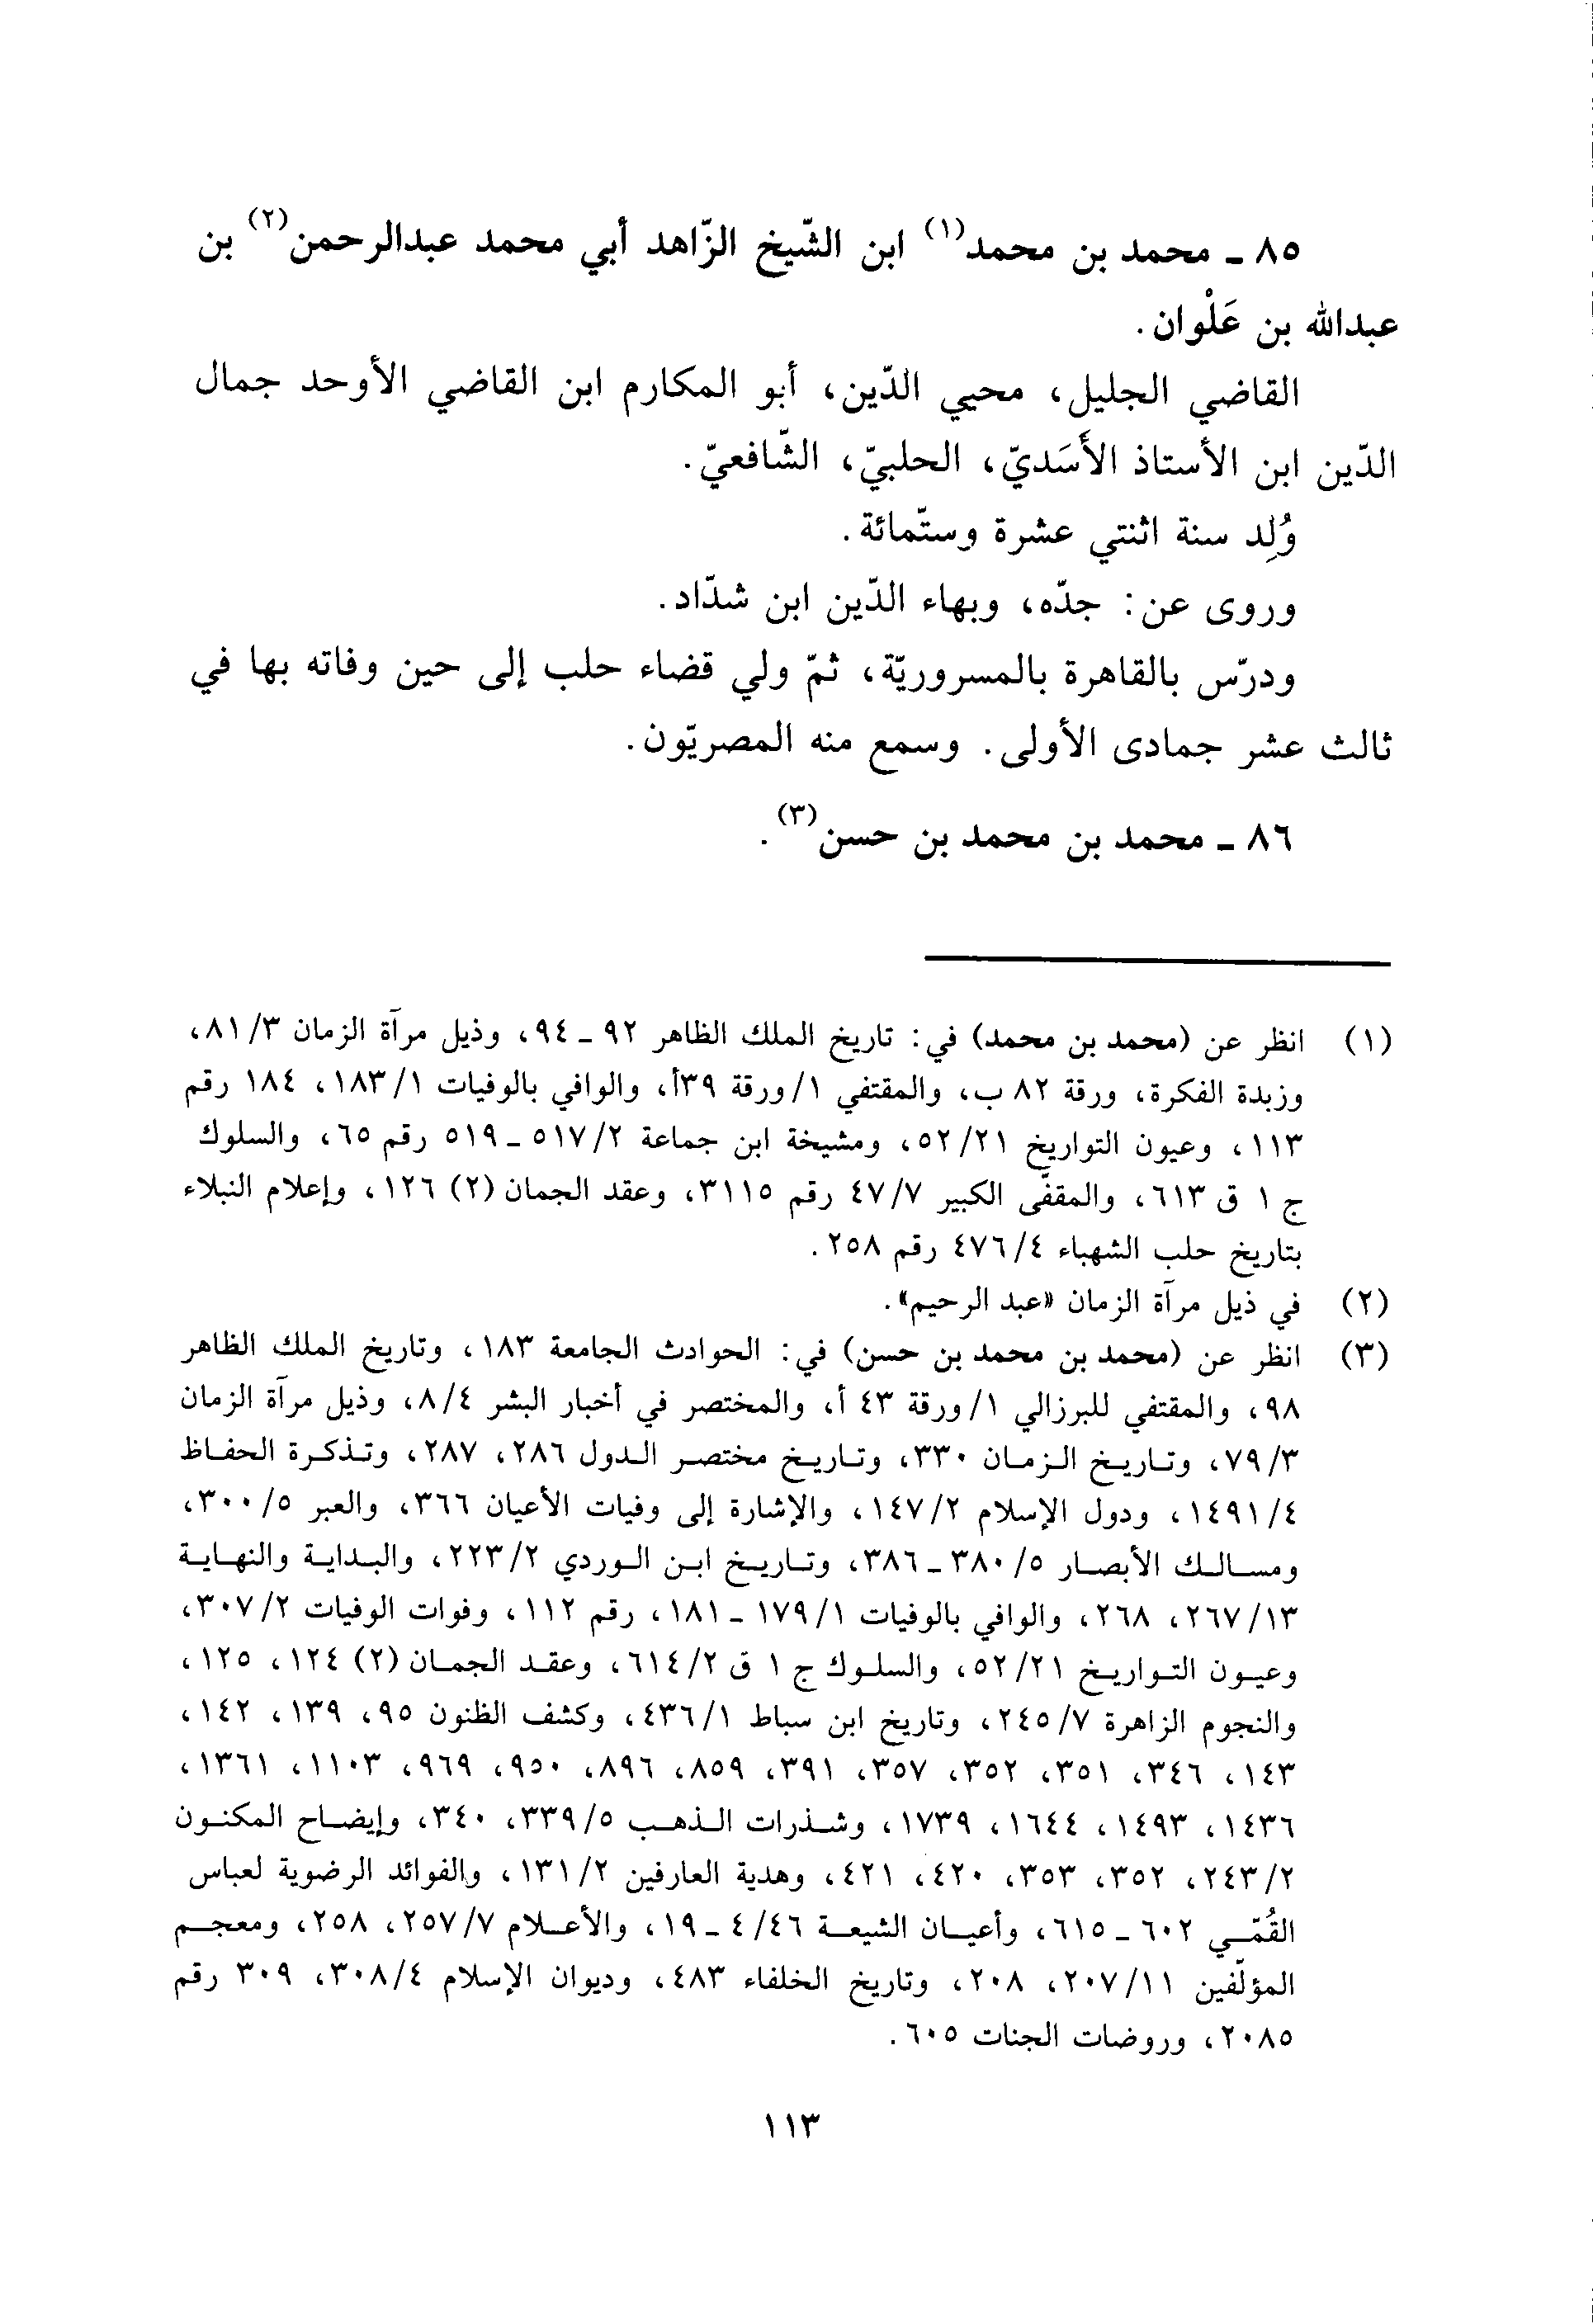 ٨٥ ـ محمد بن محمد(١) ابن الشّيخ الزّاهد أبي محمد عبدالرحمن(٢) بن
عبدالله بن عَلْوان.
القاضي الجليل، محيي الدّين، أبو المكارم ابن القاضي الأوحد جمال
الدّين ابن الأستاذ الأَسَديّ، الحلبيّ، الشّافعيّ.
وُلِد سنة اثنتي عشرة وستّمائة.
وروى عن: جدّه، وبهاء الدّين ابن شدّاد.
ودرّس بالقاهرة بالمسروريّة، ثمّ ولي قضاء حلب إلى حين وفاته بها في
ثالث عشر جمادى الأولى. وسمع منه المصريّون.
٨٦ ـ محمد بن محمد بن حسن(٣).
(١) انظر عن (محمد بن محمد) في: تاريخ الملك الظاهر ٩٢ ـ ٩٤، وذيل مرآة الزمان ٨١/٣،
وزبدة الفكرة، ورقة ٨٢ ب، والمقتفي ١/ورقة ٣٩أ، والوافي بالوفيات ١٨٣/١، ١٨٤ رقم
١١٣، وعيون التواريخ ٥٢/٢١، ومشيخة ابن جماعة ٥١٧/٢ ـ ٥١٩ رقم ٦٥، والسلوك
ج ١ ق ٦١٣، والمقفّى الكبير ٤٧/٧ رقم ٣١١٥، وعقد الجمان (٢) ١٢٦، وإعلام النبلاء
بتاريخ حلب الشهباء ٤٧٦/٤ رقم ٢٥٨.
(٢) في ذيل مرآة الزمان «عبد الرحيم».
(٣) انظر عن (محمد بن محمد بن حسن) في: الحوادث الجامعة ١٨٣، وتاريخ الملك الظاهر
٩٨، والمقتفي للبرزالي ١/ورقة ٤٣ أ، والمختصر في أخبار البشر ٨/٤، وذيل مرآة الزمان
٧٩/٣، وتاريخ الزمان ٣٣٠، وتاريخ مختصر الدول ٢٨٦، ٢٨٧، وتذكرة الحفاظ
١٤٩١/٤، ودول الإسلام ١٤٧/٢، والإشارة إلى وفيات الأعيان ٣٦٦، والعبر ٣٠٠/٥،
ومسالك الأبصار ٣٨٠/٥ ـ ٣٨٦، وتاريخ ابن الوردي ٢٢٣/٢، والبداية والنهاية
٢٦٧/١٣، ٢٦٨، والوافي بالوفيات ١٧٩/١ ـ ١٨١، رقم ١١٢، وفوات الوفيات ٣٠٧/٢،
وعيون التواريخ ٥٢/٢١، والسلوك ج ١ ق ٦١٤/٢، وعقد الجمان (٢) ١٢٤، ١٢٥،
والنجوم الزاهرة ٢٤٥/٧، وتاريخ ابن سباط ٤٣٦/١، وكشف الظنون ٩٥، ١٣٩، ١٤٢،
١٤٣، ٣٤٦، ٣٥١، ٣٥٢، ٣٥٧، ٣٩١، ٨٥٩، ٨٩٦، ٩٥٠، ٩٦٩، ١١٠٣، ١٣٦١،
١٤٣٦، ١٤٩٣، ١٦٤٤، ١٧٣٩، وشذرات الذهب ٣٣٩/٥، ٣٤٠، وإيضاح المكنون
٢٤٣/٢، ٣٥٢، ٣٥٣، ٤٢٠، ٤٢١، وهدية العارفين ١٣١/٢، والفوائد الرضوية لعباس
القُمّي ٦٠٢ ـ ٦١٥، وأعيان الشيعة ٤/٤٦ ـ ١٩، والأعلام ٢٥٧/٧، ٢٥٨، ومعجم
المؤلّفين ٢٠٧/١١، ٢٠٨، وتاريخ الخلفاء ٤٨٣، وديوان الإسلام ٣٠٨/٤، ٣٠٩ رقم
٢٠٨٥، وروضات الجنات ٦٠٥.
١١٣